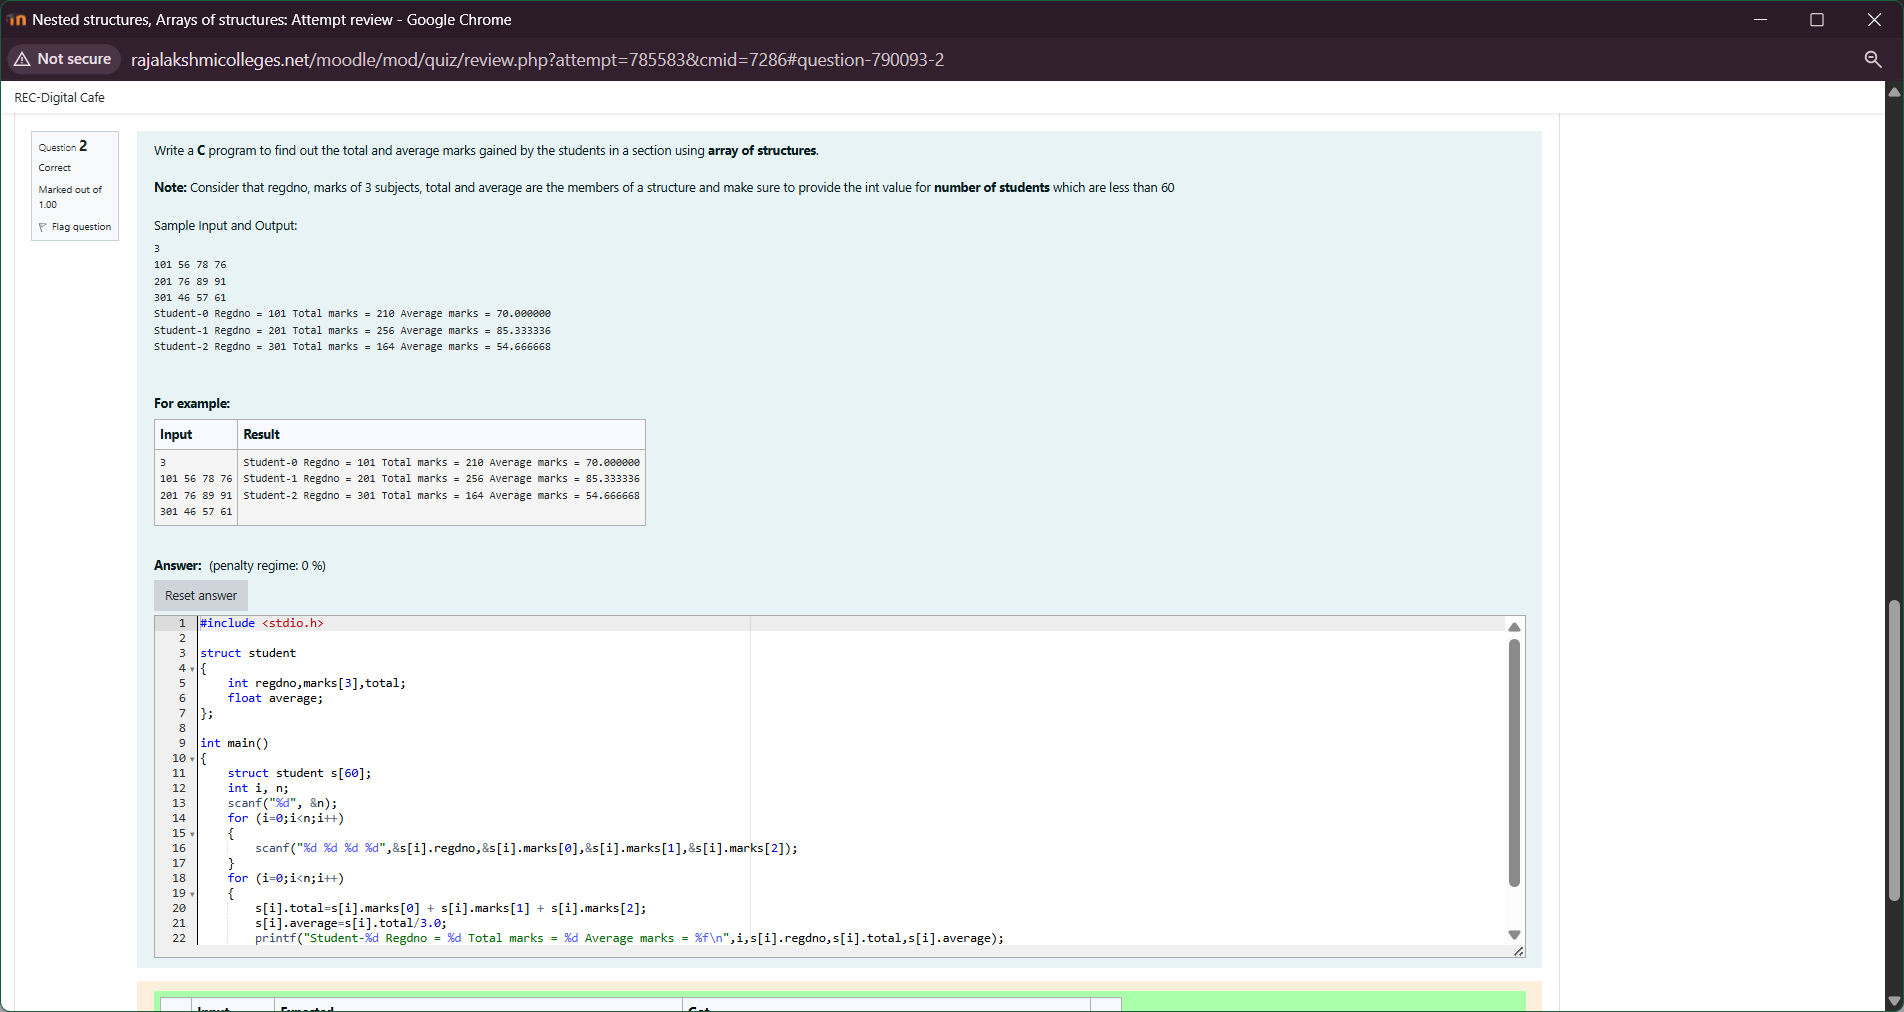 Nested structures, Arrays of structures: Attempt review - Google Chrome
Not secure rajalakshmicolleges.net/moodle/mod/quiz/review.php?attempt=785583&cmid=7286#question-790093-2
REC-Digital Cafe
Question 2
Correct
Marked out of
1.00
Flag question
Write a C program to find out the total and average marks gained by the students in a section using array of structures.
Note: Consider that regdno, marks of 3 subjects, total and average are the members of a structure and make sure to provide the int value for number of students which are less than 60
Sample Input and Output:
3
101 56 78 76
201 76 89 91
301 46 57 61
Student-0 Regdno = 101 Total marks = 210 Average marks = 70.000000
Student-1 Regdno = 201 Total marks = 256 Average marks = 85.333336
Student-2 Regdno = 301 Total marks = 164 Average marks = 54.666668
For example:
Input Result
3 Student-0 Regdno = 101 Total marks = 210 Average marks = 70.000000
101 56 78 76 Student-1 Regdno = 201 Total marks = 256 Average marks = 85.333336
201 76 89 91 Student-2 Regdno = 301 Total marks = 164 Average marks = 54.666668
301 46 57 61
Answer: (penalty regime: 0 %)
Reset answer
1 #include <stdio.h>
2
3 struct student
4 {
5     int regdno,marks[3],total;
6     float average;
7 };
8
9 int main()
10 {
11     struct student s[60];
12     int i, n;
13     scanf("%d", &n);
14     for (i=0;i<n;i++)
15     {
16         scanf("%d %d %d %d",&s[i].regdno,&s[i].marks[0],&s[i].marks[1],&s[i].marks[2]);
17     }
18     for (i=0;i<n;i++)
19     {
20         s[i].total=s[i].marks[0] + s[i].marks[1] + s[i].marks[2];
21         s[i].average=s[i].total/3.0;
22         printf("Student-%d Regdno = %d Total marks = %d Average marks = %f\n",i,s[i].regdno,s[i].total,s[i].average);
Input Expected Got